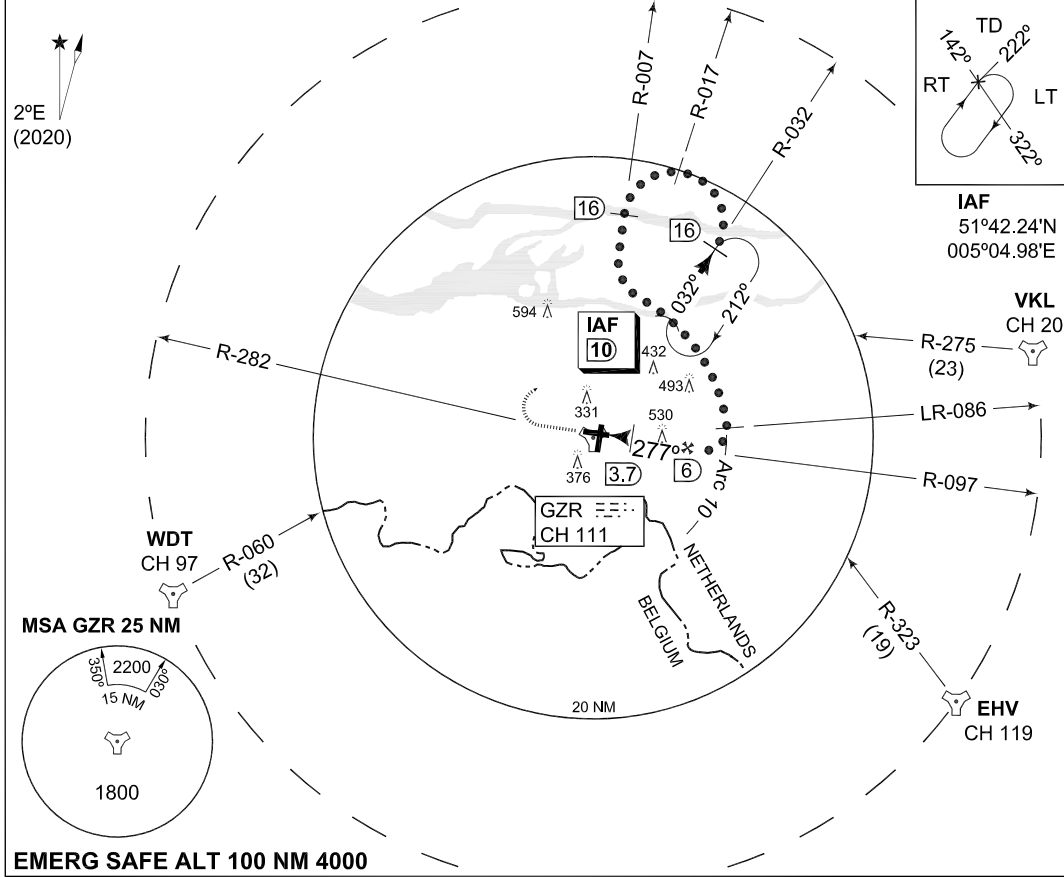 2ºE
(2020)
R-007
R-017
R-032
TD
142º
222º
RT
LT
322º
IAF
51º42.24'N
005º04.98'E
16
16
032º
212º
594
IAF
10
432
493
331
530
376
277º
3.7
6
Arc 10
R-282
VKL
CH 20
R-275
(23)
LR-086
R-097
GZR
CH 111
WDT
CH 97
R-060
(32)
NETHERLANDS
BELGIUM
R-323
(19)
EHV
CH 119
20 NM
MSA GZR 25 NM
350º
2200
030º
15 NM
1800
EMERG SAFE ALT 100 NM 4000